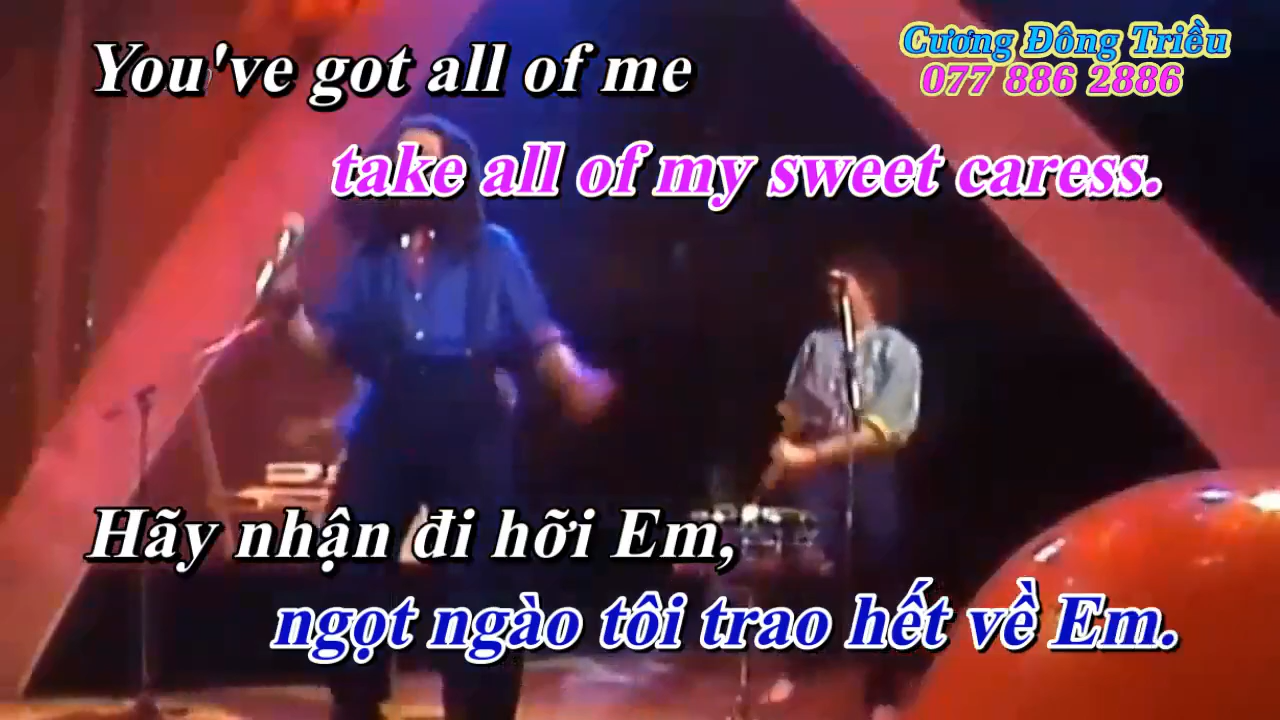 Cương Đông Triều
077 886 2886
You've got all of me
take all of my sweet caress.
Hãy nhận đi hỡi Em,
ngọt ngào tôi trao hết về Em.